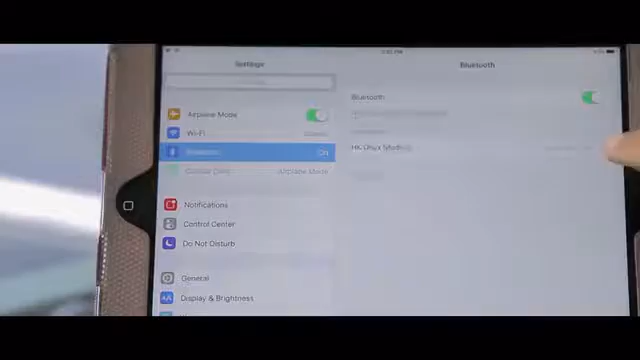 Settings
Bluetooth
Airplane Mode
Wi-Fi
Bluetooth
On
Airplane Mode
Notifications
Control Center
Do Not Disturb
General
Display & Brightness
Bluetooth
HK Onyx Studio